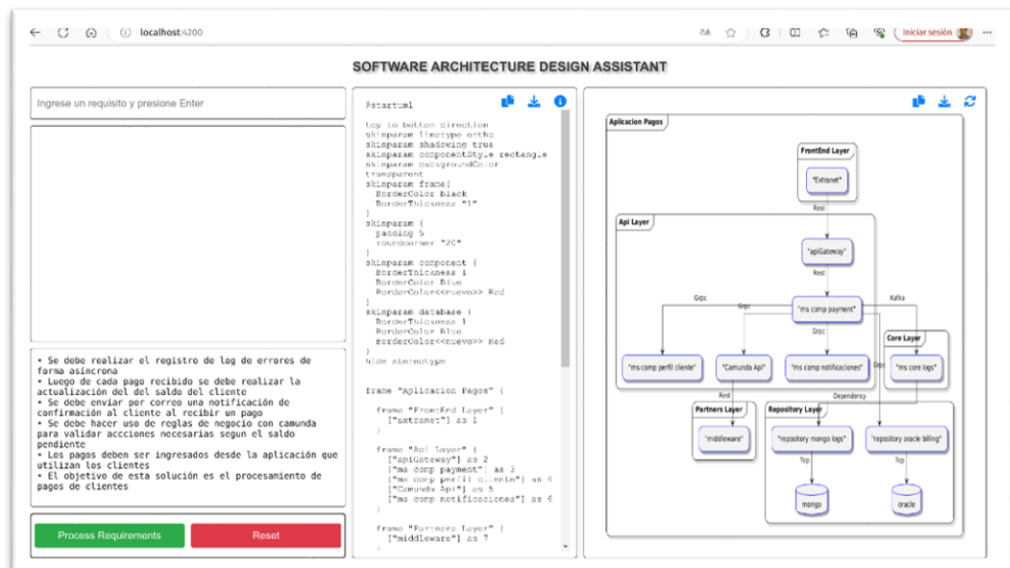 localhost:4200
Iniciar sesión
SOFTWARE ARCHITECTURE DESIGN ASSISTANT
Ingrese un requisito y presione Enter
• Se debe realizar el registro de log de errores de
forma asíncrona
• Luego de cada pago recibido se debe realizar la
actualización del del saldo del cliente
• Se debe enviar por correo una notificación de
confirmación al cliente al recibir un pago
• Se debe hacer uso de reglas de negocio con camunda
para validar accciones necesarias segun el saldo
pendiente
• Los pagos deben ser ingresados desde la aplicación que
utilizan los clientes
• El objetivo de esta solución es el procesamiento de
pagos de clientes
Process Requirements
Reset
@startuml
top to bottom direction
skinparam linetype ortho
skinparam shadowing true
skinparam componentStyle rectangle
skinparam backgroundColor
transparent
skinparam frame{
BorderColor black
BorderThickness "1"
}
skinparam {
padding 5
roundcorner "20"
}
skinparam component {
BorderThickness 1
BorderColor Blue
BorderColor<<nuevo>> Red
}
skinparam database {
BorderThickness 1
BorderColor Blue
BorderColor<<nuevo>> Red
}
hide stereotype
frame "Aplicacion Pagos" {
frame "FrontEnd Layer" {
["Extranet"] as 1
}
frame "Api Layer" {
["apiGateway"] as 2
["ms comp payment"] as 3
["ms comp perfil cliente"] as 4
["Camunda Api"] as 5
["ms comp notificaciones"] as 6
}
frame "Partners Layer" {
["middleware"] as 7
}
Aplicacion Pagos
FrontEnd Layer
"Extranet"
Rest
Api Layer
"apiGateway"
Rest
"ms comp payment"
Grpc
Grpc
Grpc
Kafka
Grpc
Core Layer
"ms comp perfil cliente"
"Camunda Api"
"ms comp notificaciones"
"ms core logs"
Rest
Dependency
Partners Layer
"middleware"
Repository Layer
"repository mongo logs"
"repository oracle billing"
Tcp
Tcp
mongo
oracle